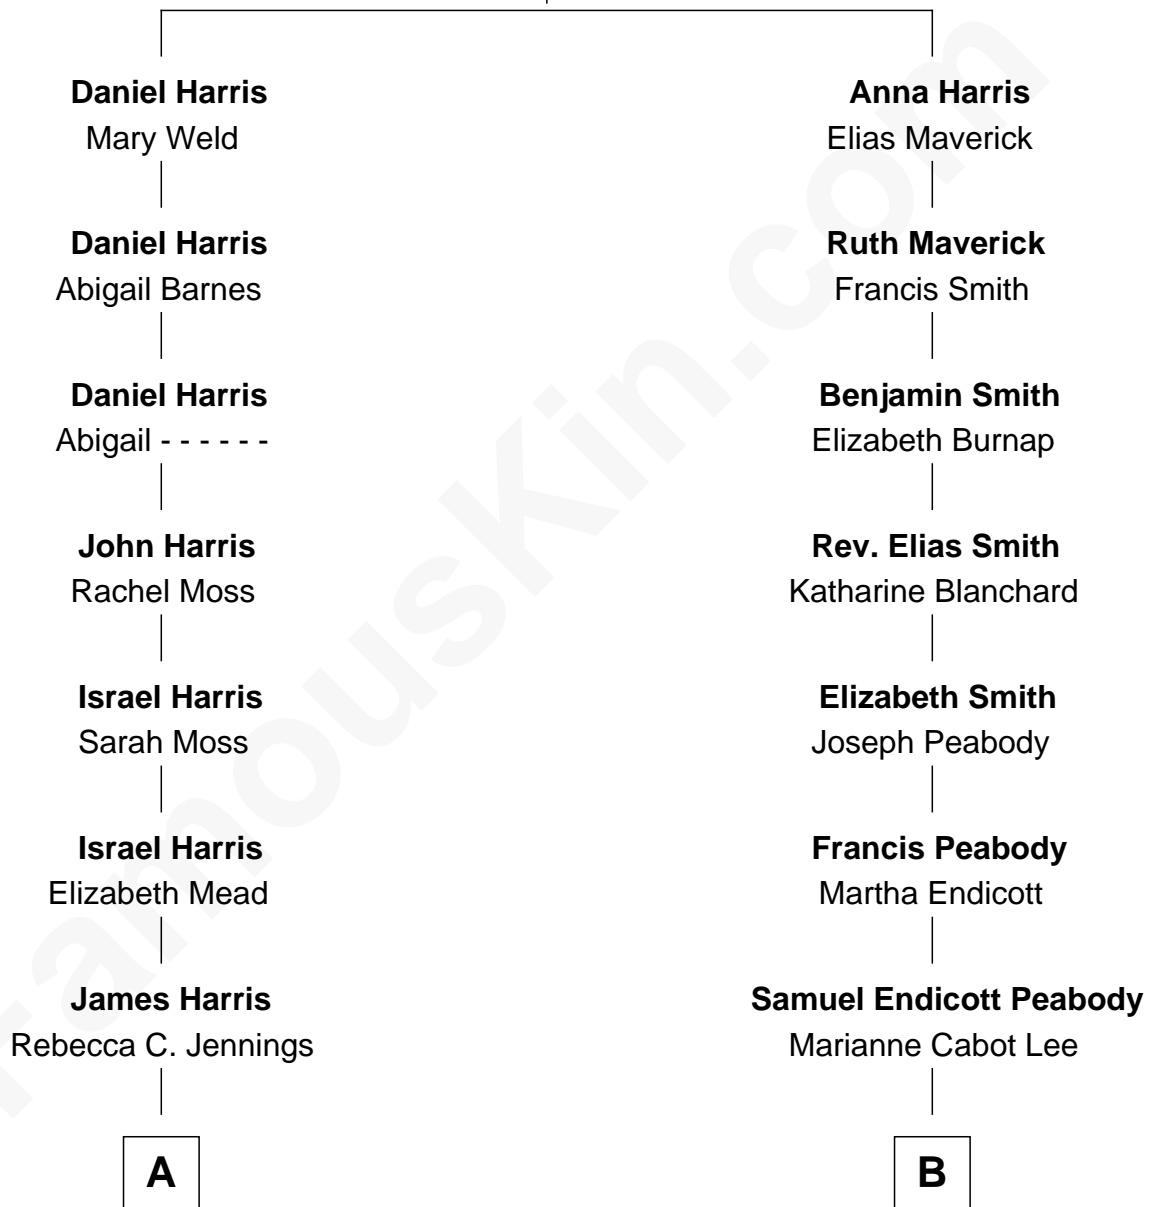 Daniel Harris
Mary Weld
Anna Harris
Elias Maverick
Daniel Harris
Abigail Barnes
Ruth Maverick
Francis Smith
Daniel Harris
Abigail - - - - - -
Benjamin Smith
Elizabeth Burnap
John Harris
Rachel Moss
Rev. Elias Smith
Katharine Blanchard
Israel Harris
Sarah Moss
Elizabeth Smith
Joseph Peabody
Israel Harris
Elizabeth Mead
Francis Peabody
Martha Endicott
James Harris
Rebecca C. Jennings
Samuel Endicott Peabody
Marianne Cabot Lee
A
B
FamousKin.com